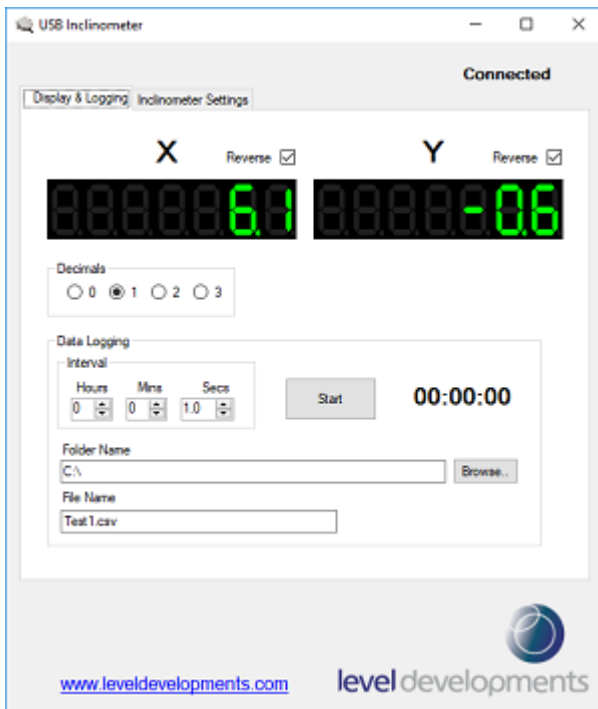 USB Inclinometer
Connected
Display & Logging Inclinometer Settings
X Reverse Y Reverse
6.1 -0.6
Decimals
0 1 2 3
Data Logging
Interval
Hours Mins Secs
0 0 1.0 Start 00:00:00
Folder Name
C:\ Browse..
File Name
Test1.csv
www.leveldevelopments.com
leveldevelopments